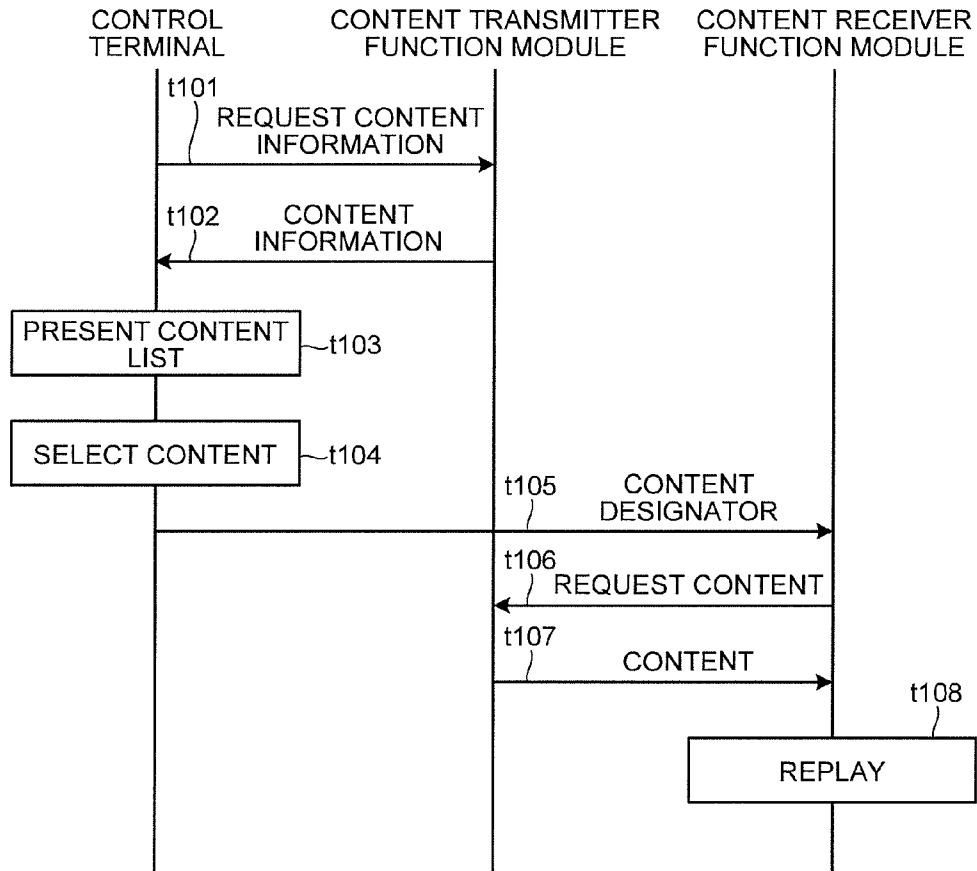 CONTROL
TERMINAL
CONTENT TRANSMITTER
FUNCTION MODULE
CONTENT RECEIVER
FUNCTION MODULE
t101
REQUEST CONTENT
INFORMATION
t102
CONTENT
INFORMATION
PRESENT CONTENT
LIST
t103
SELECT CONTENT
t104
t105
CONTENT
DESIGNATOR
t106
REQUEST CONTENT
t107
CONTENT
t108
REPLAY